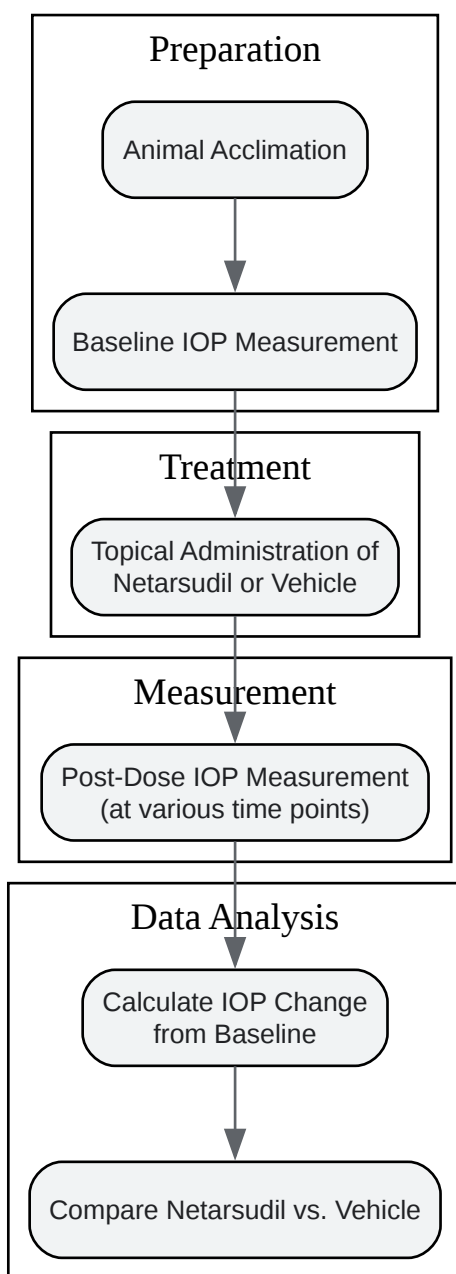 Preparation
Animal Acclimation
Baseline IOP Measurement
Treatment
Topical Administration of
Netarsudil or Vehicle
Measurement
Post-Dose IOP Measurement
(at various time points)
Data Analysis
Calculate IOP Change
from Baseline
Compare Netarsudil vs. Vehicle